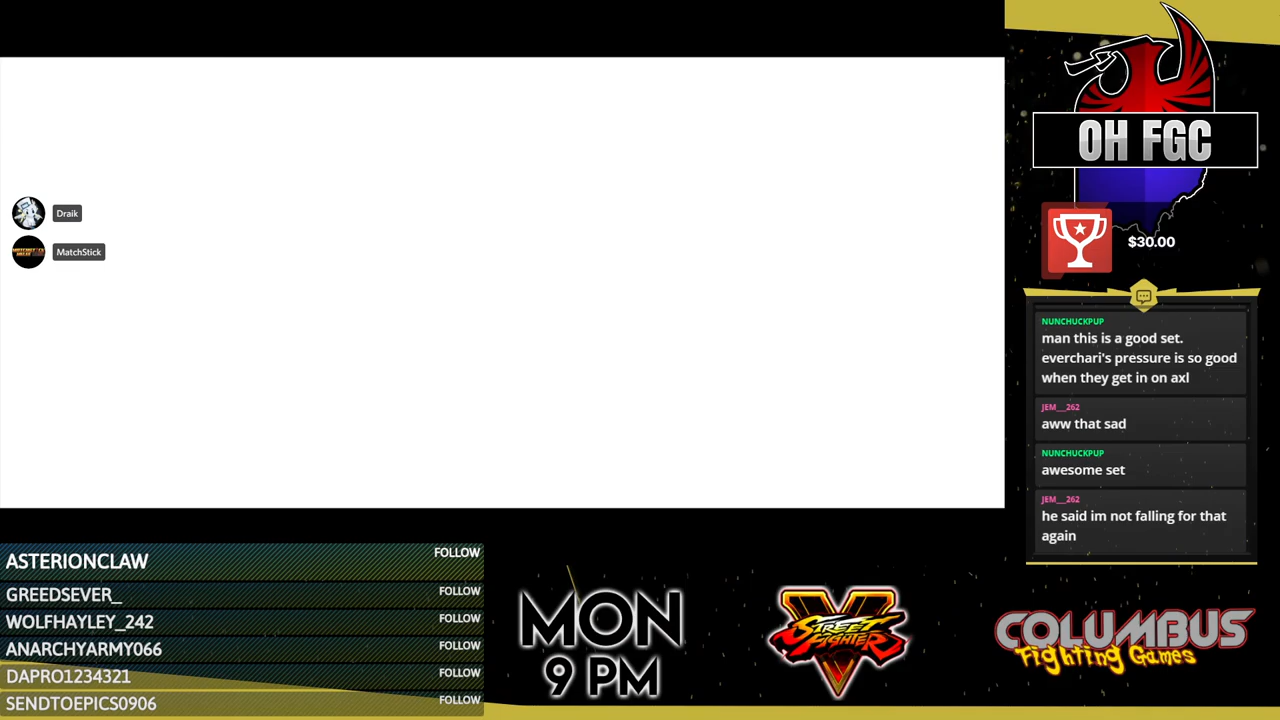 Draik
MatchStick
OH FGC
$30.00
NUNCHUCKPUP
man this is a good set.
everchari's pressure is so good
when they get in on axl
JEM__262
aww that sad
NUNCHUCKPUP
awesome set
JEM__262
he said im not falling for that
again
ASTERIONCLAW FOLLOW
GREEDSEVER_ FOLLOW
WOLFHAYLEY_242 FOLLOW
ANARCHYARMY066 FOLLOW
DAPRO1234321 FOLLOW
SENDTOEPICS0906 FOLLOW
MON
9 PM
V
STREET
FIGHTER
COLUMBUS
Fighting Games